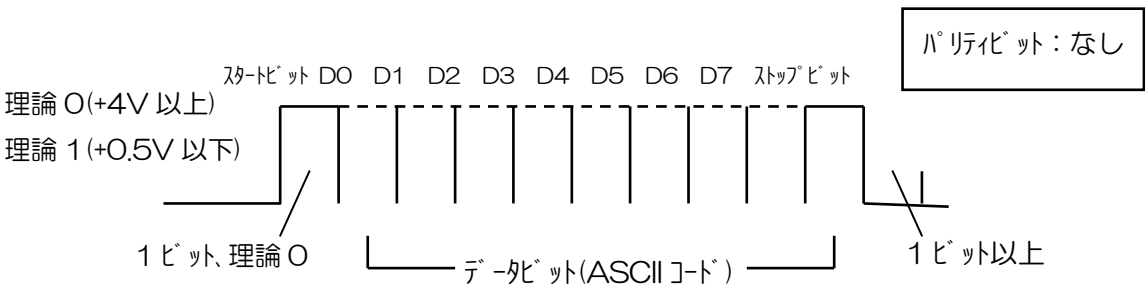 パリティビット：なし
スタートビット D0 D1 D2 D3 D4 D5 D6 D7 ストップビット
理論０(+4V 以上)
理論１(+0.5V 以下)
１ビット、理論０
データビット(ASCII コード)
１ビット以上